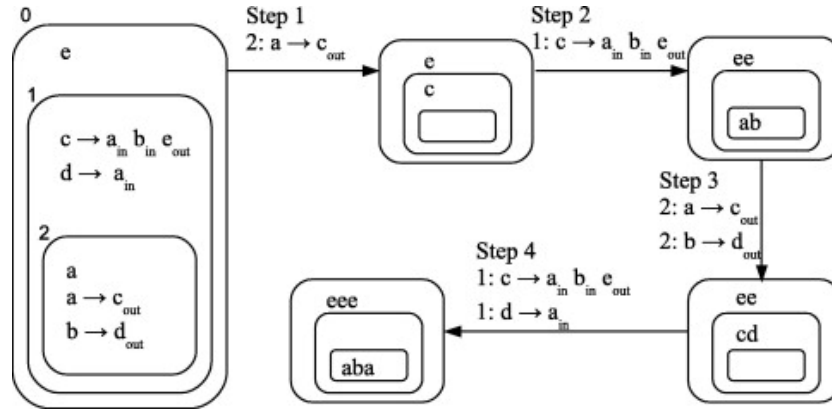 0
e
1
c → a_in b_in e_out
d → a_in
2
a
a → c_out
b → d_out
Step 1
2: a → c_out
e
c
Step 2
1: c → a_in b_in e_out
ee
ab
Step 3
2: a → c_out
2: b → d_out
ee
cd
Step 4
1: c → a_in b_in e_out
1: d → a_in
eee
aba